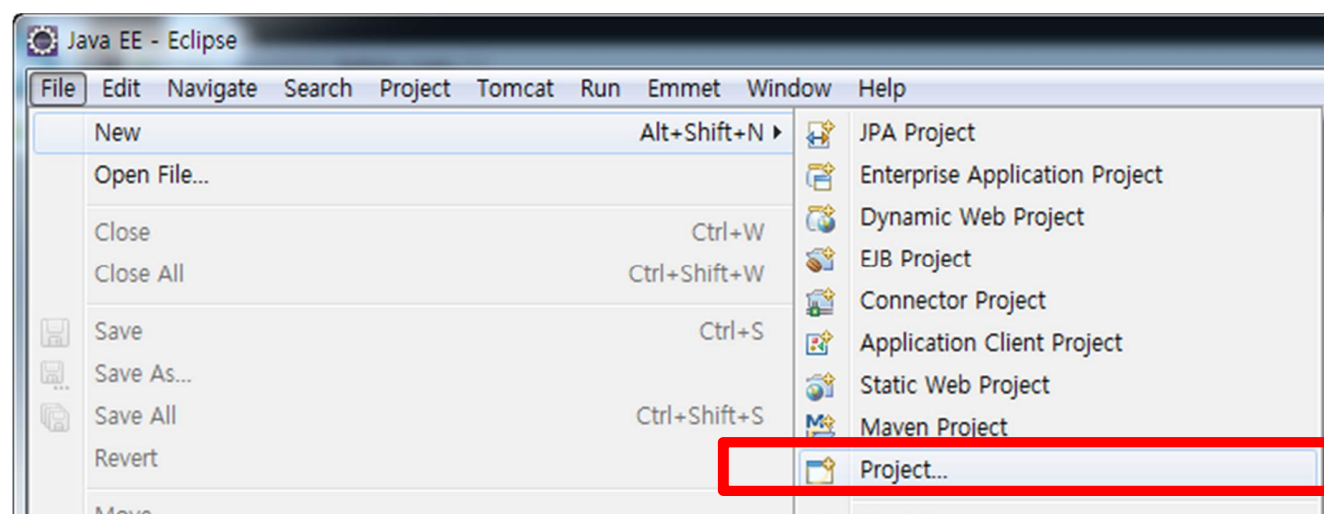 Java EE - Eclipse
File Edit Navigate Search Project Tomcat Run Emmet Window Help
New Alt+Shift+N
Open File...
Close Ctrl+W
Close All Ctrl+Shift+W
Save Ctrl+S
Save As...
Save All Ctrl+Shift+S
Revert
Move
JPA Project
Enterprise Application Project
Dynamic Web Project
EJB Project
Connector Project
Application Client Project
Static Web Project
Maven Project
Project...